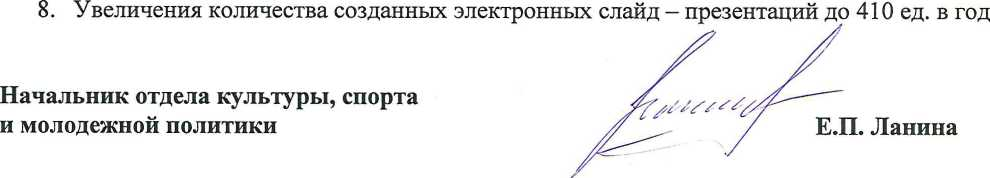 8. Увеличения количества созданных электронных слайд – презентаций до 410 ед. в год
Начальник отдела культуры, спорта
и молодежной политики Е.П. Ланина